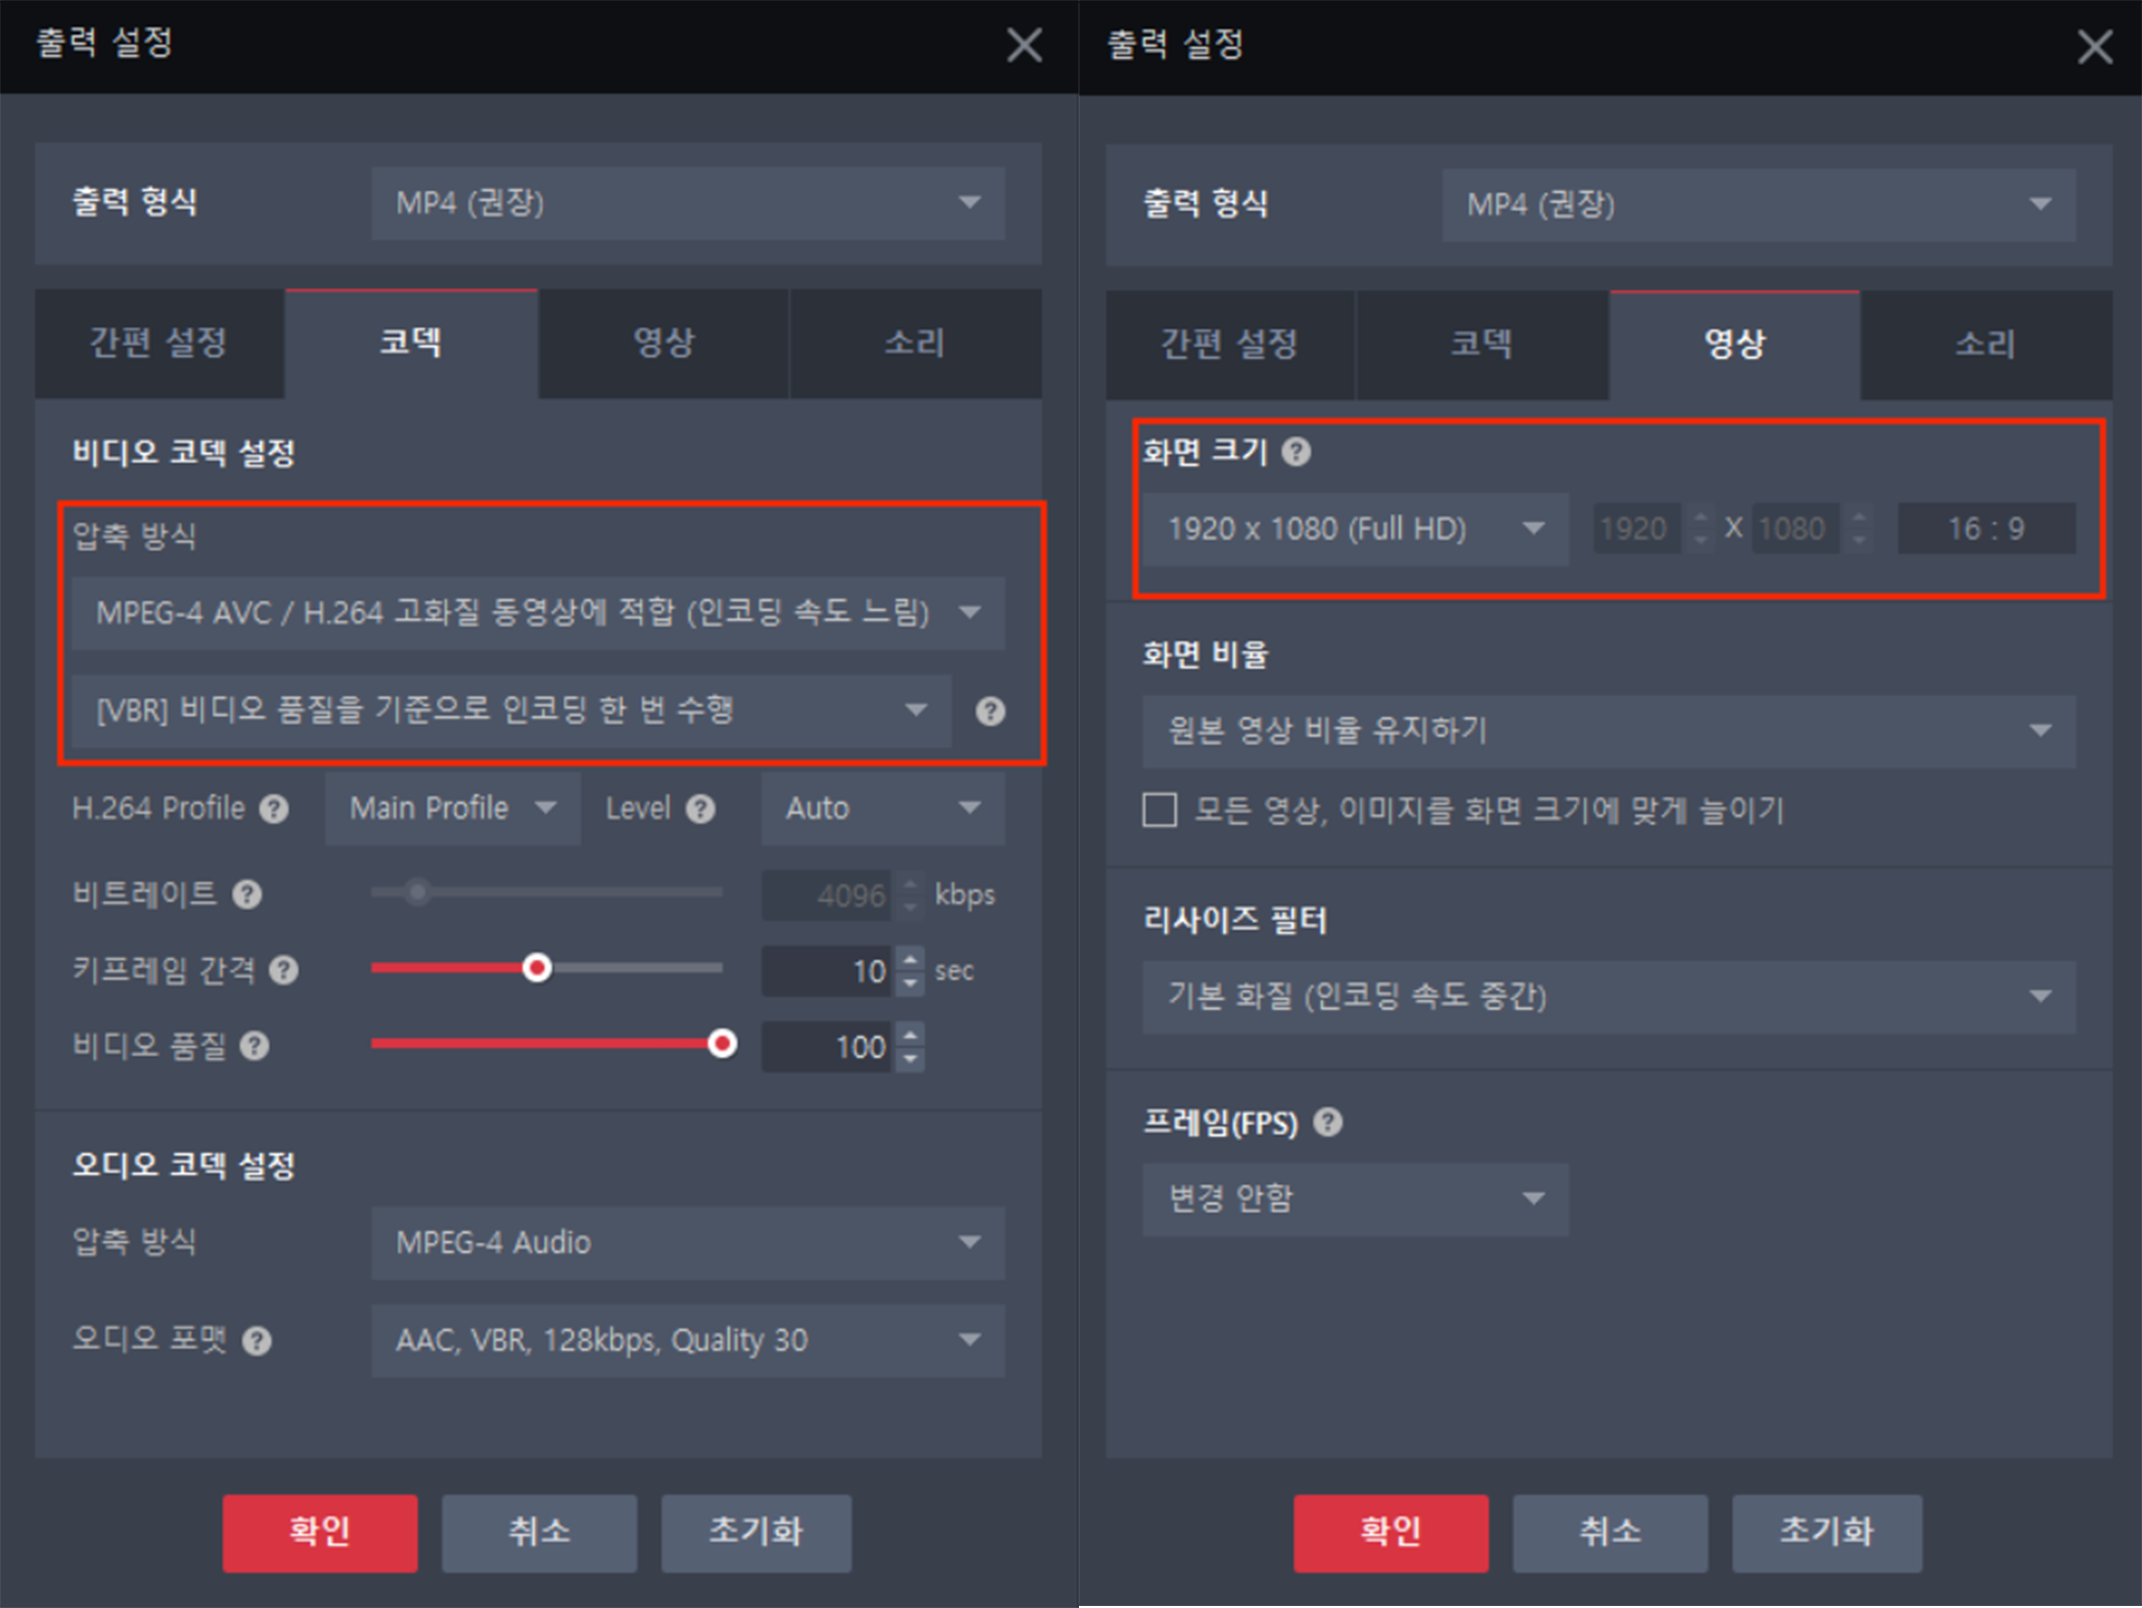 출력 설정
출력 형식
MP4 (권장)
간편 설정
코덱
영상
소리
비디오 코덱 설정
압축 방식
MPEG-4 AVC / H.264 고화질 동영상에 적합 (인코딩 속도 느림)
[VBR] 비디오 품질을 기준으로 인코딩 한 번 수행
?
H.264 Profile ? Main Profile Level ? Auto
비트레이트 ? 4096 kbps
키프레임 간격 ? 10 sec
비디오 품질 ? 100
오디오 코덱 설정
압축 방식 MPEG-4 Audio
오디오 포맷 ? AAC, VBR, 128kbps, Quality 30
확인
취소
초기화
출력 설정
출력 형식
MP4 (권장)
간편 설정
코덱
영상
소리
화면 크기 ?
1920 x 1080 (Full HD) 1920 X 1080 16 : 9
화면 비율
원본 영상 비율 유지하기
모든 영상, 이미지를 화면 크기에 맞게 늘이기
리사이즈 필터
기본 화질 (인코딩 속도 중간)
프레임(FPS) ?
변경 안함
확인
취소
초기화